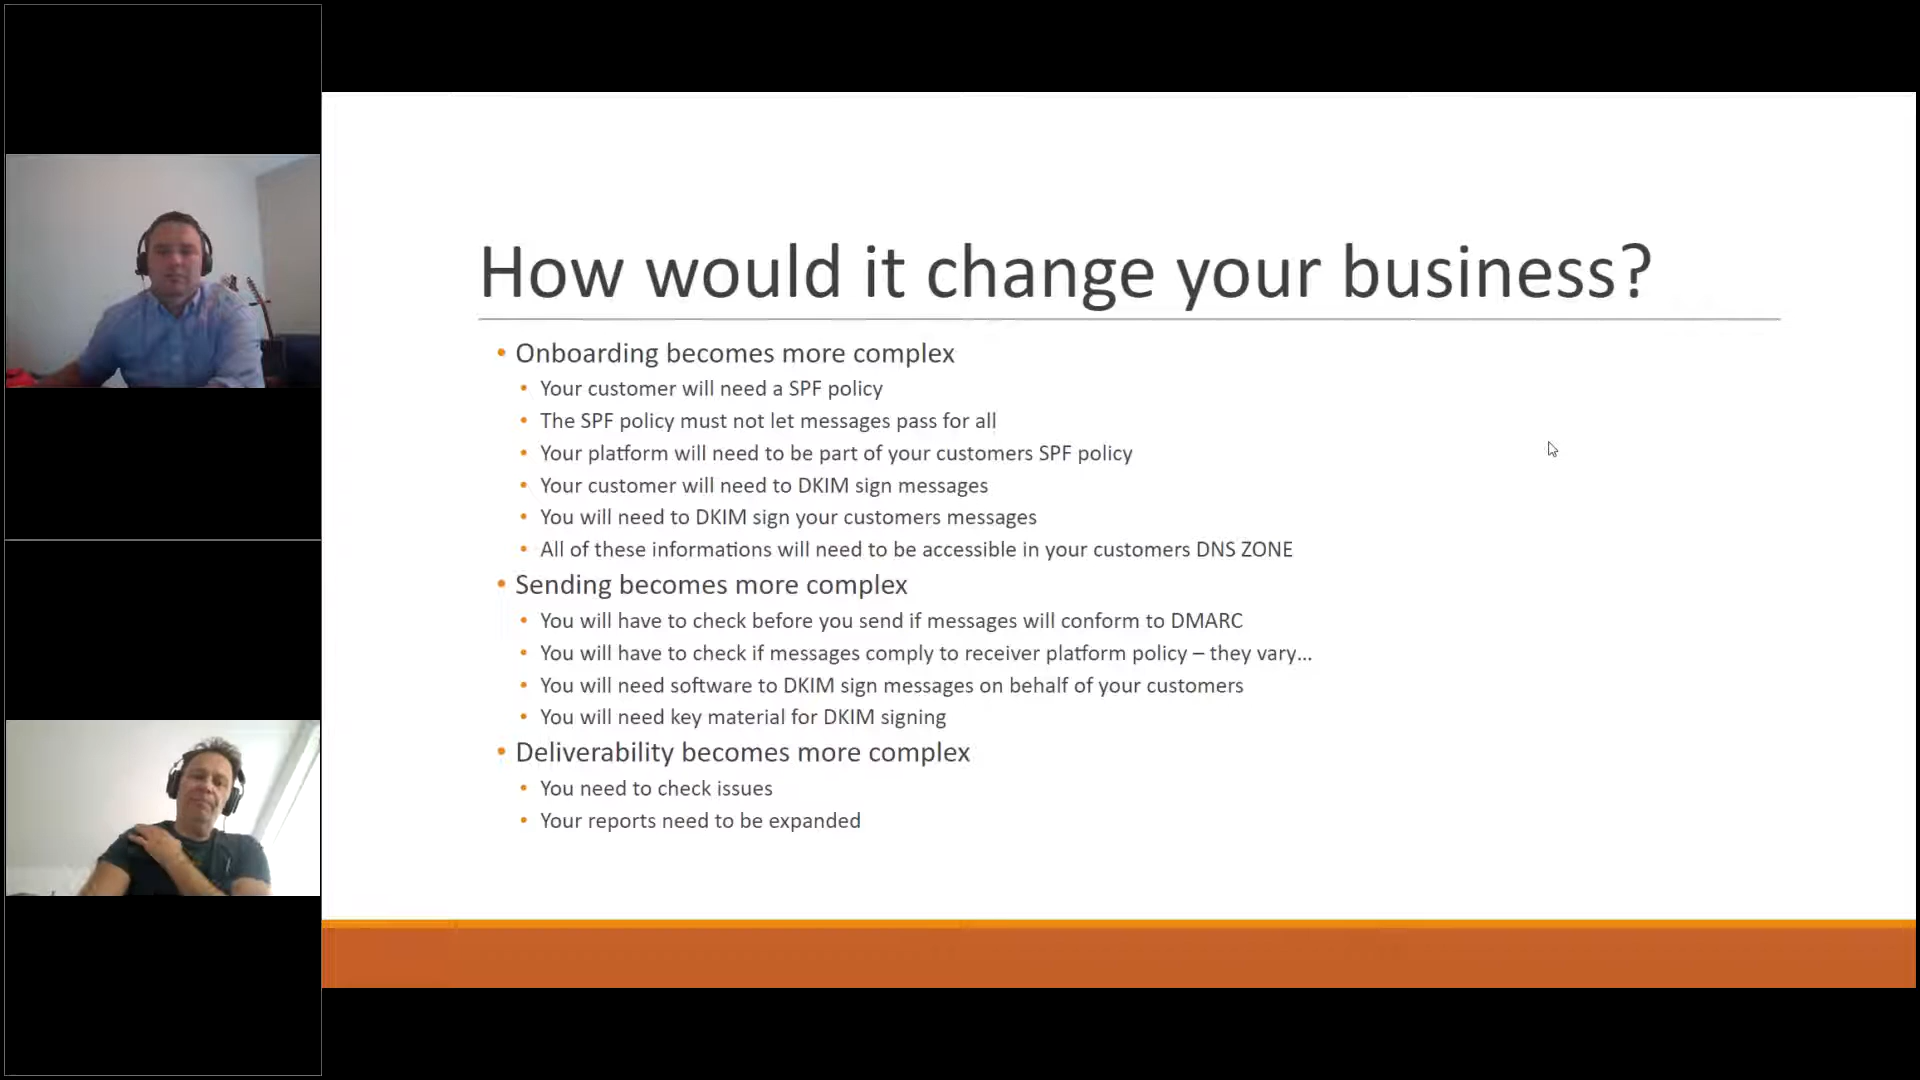 How would it change your business?
• Onboarding becomes more complex
• Your customer will need a SPF policy
• The SPF policy must not let messages pass for all
• Your platform will need to be part of your customers SPF policy
• Your customer will need to DKIM sign messages
• You will need to DKIM sign your customers messages
• All of these informations will need to be accessible in your customers DNS ZONE
• Sending becomes more complex
• You will have to check before you send if messages will conform to DMARC
• You will have to check if messages comply to receiver platform policy – they vary...
• You will need software to DKIM sign messages on behalf of your customers
• You will need key material for DKIM signing
• Deliverability becomes more complex
• You need to check issues
• Your reports need to be expanded